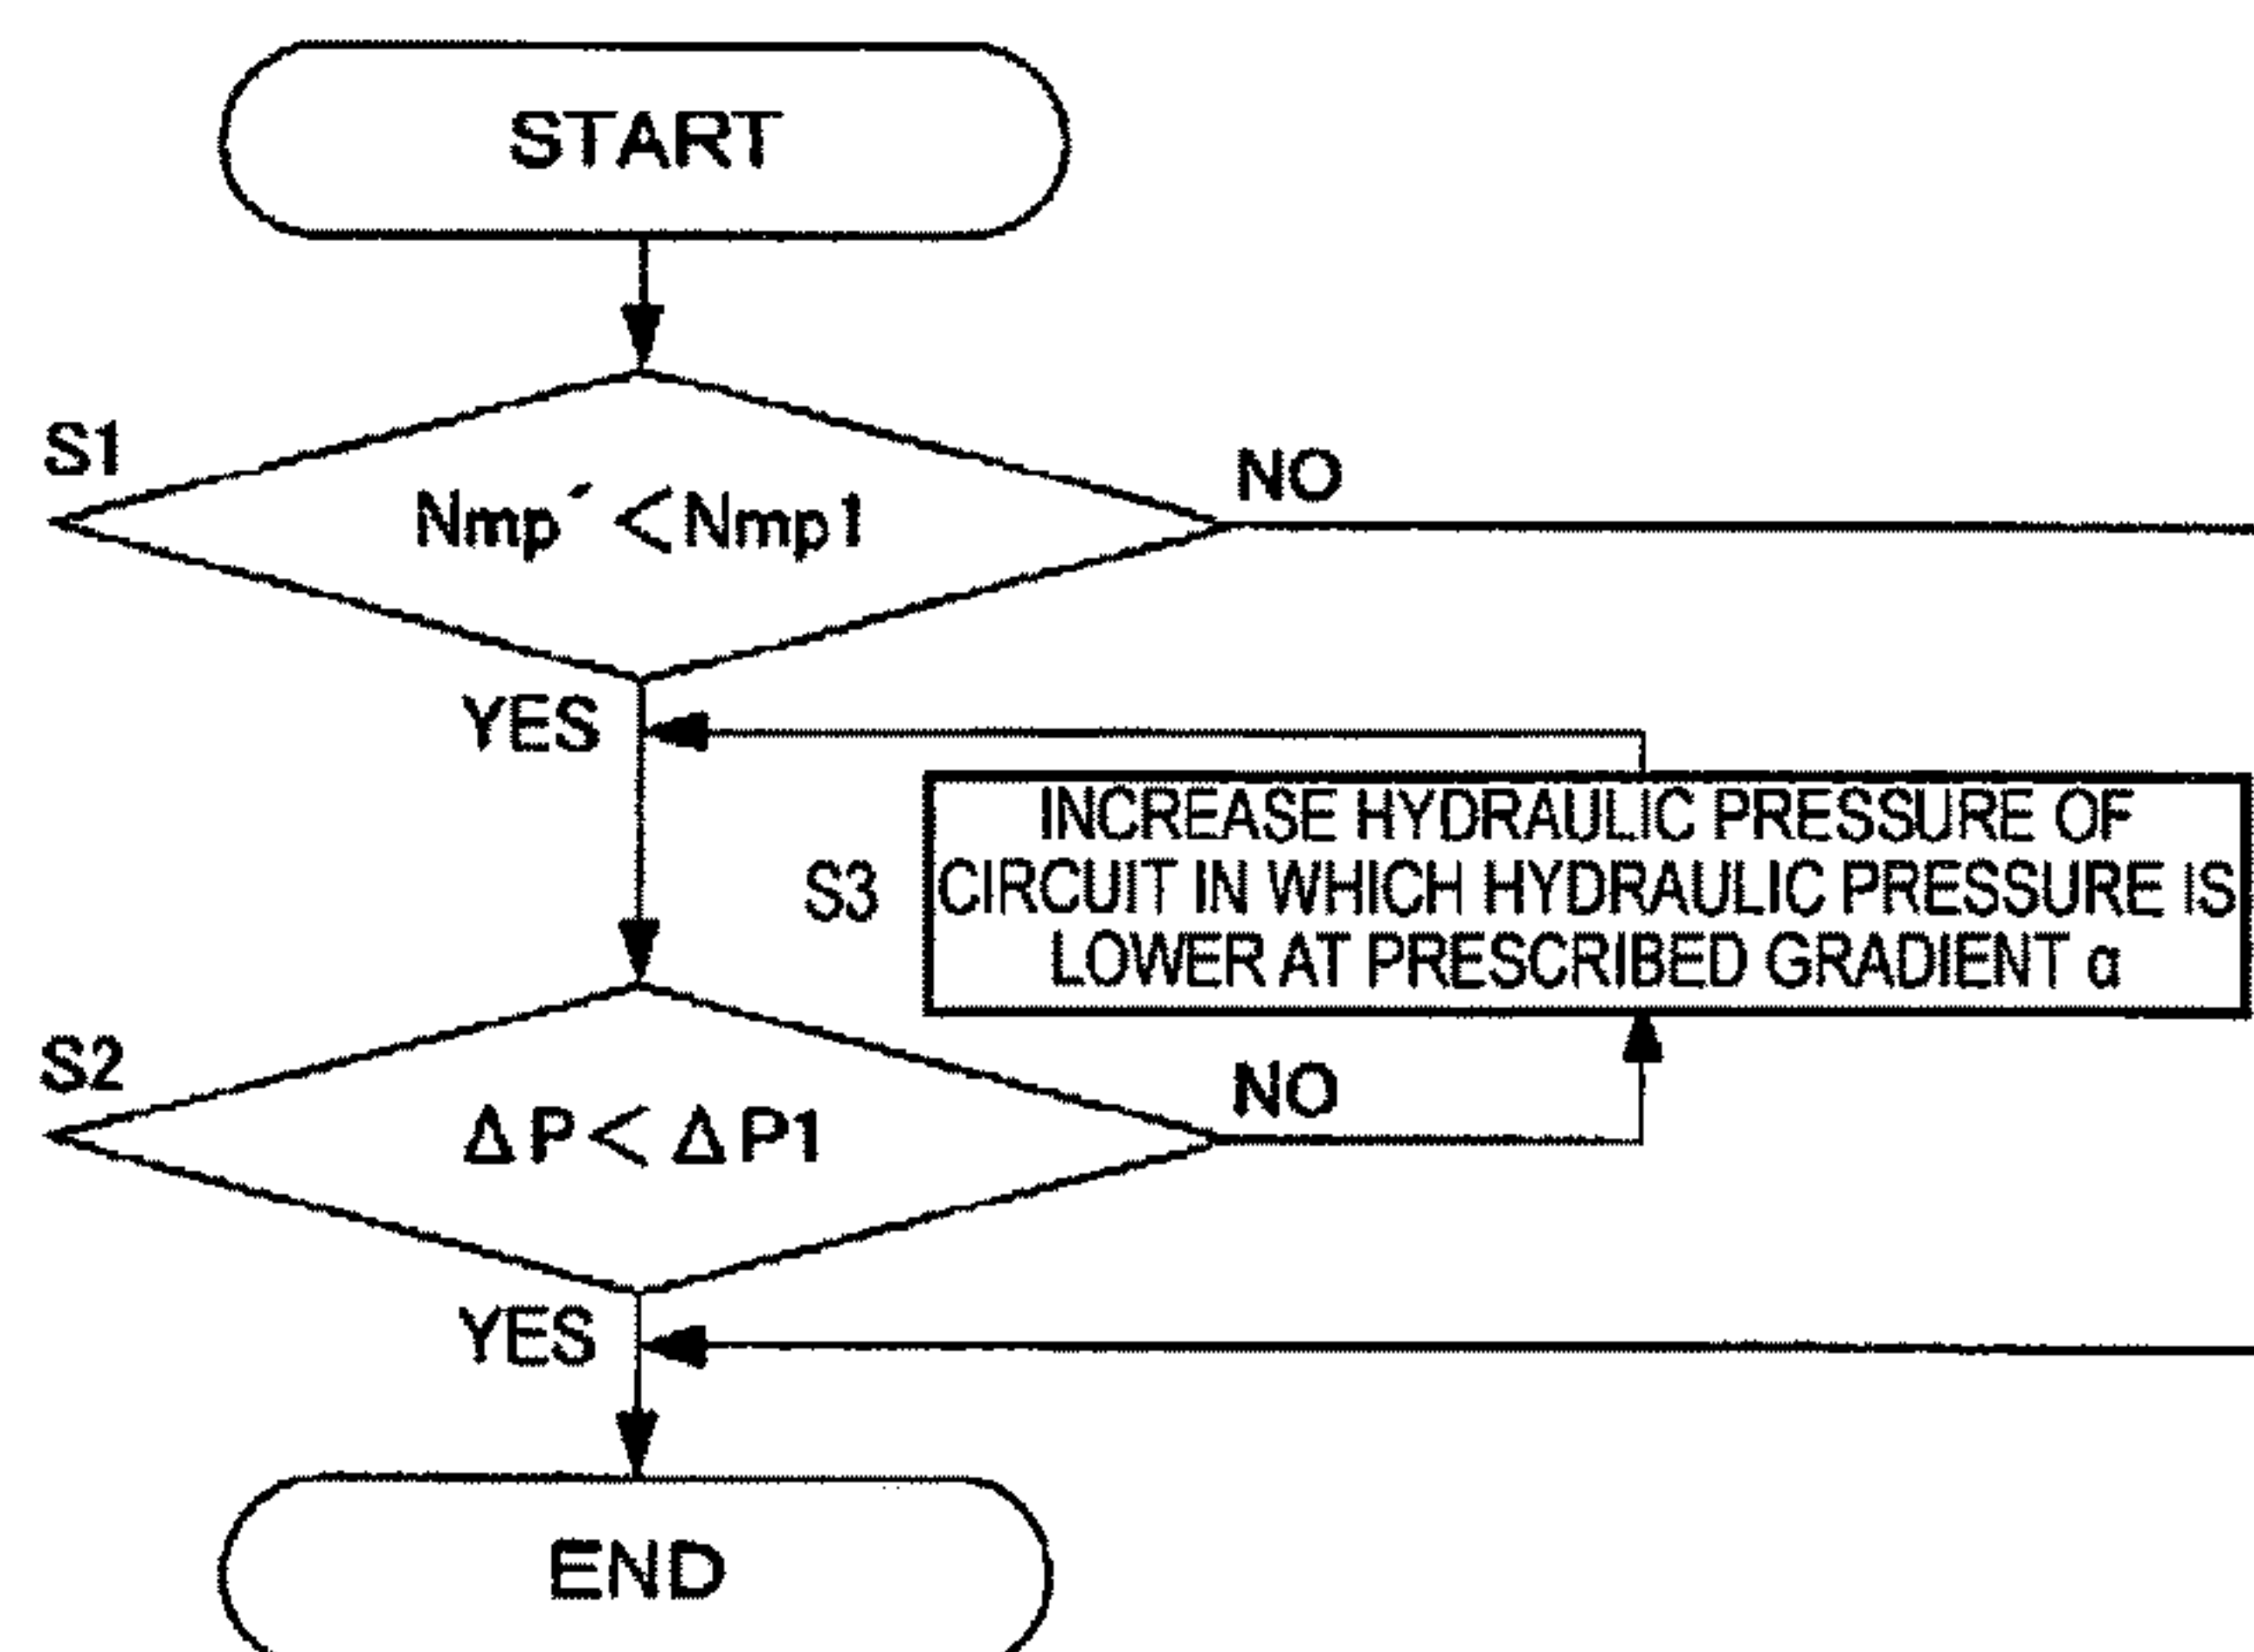 START
S1
Nmp´<Nmp1
NO
YES
INCREASE HYDRAULIC PRESSURE OF
CIRCUIT IN WHICH HYDRAULIC PRESSURE IS
LOWER AT PRESCRIBED GRADIENT α
S3
S2
ΔP<ΔP1
NO
YES
END